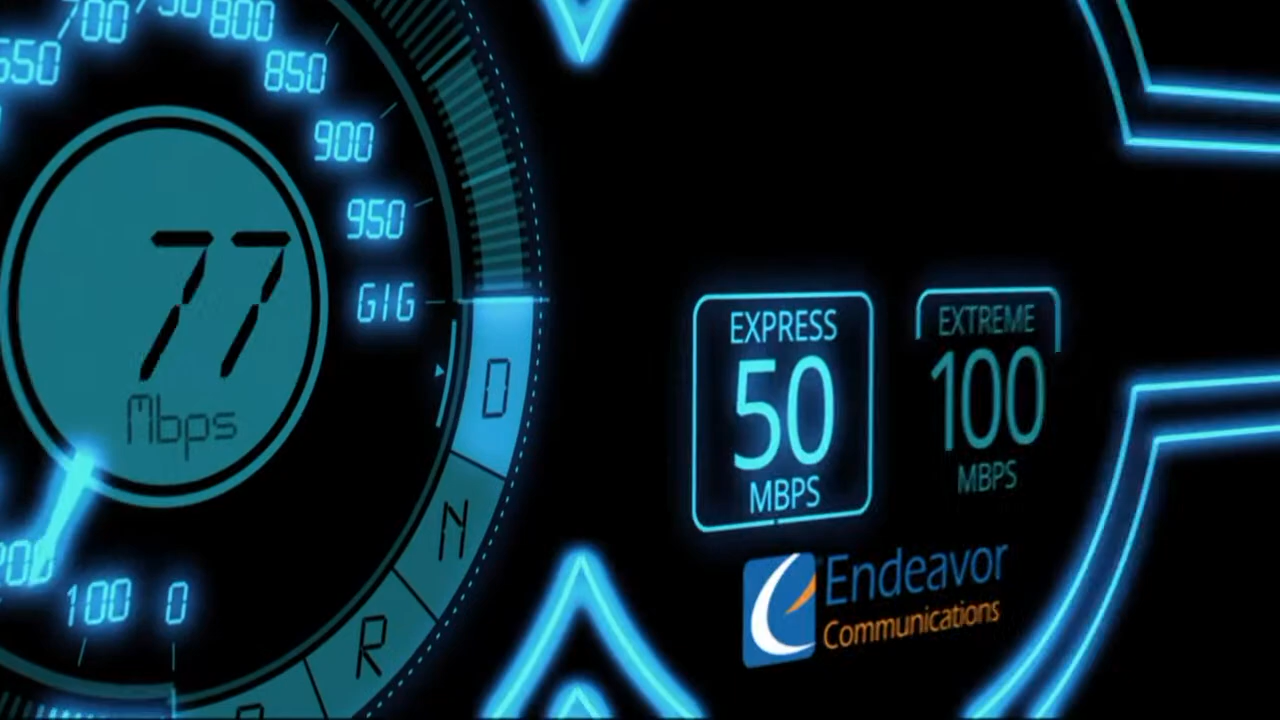 700
750
800
650
850
900
950
GIG
77
Mbps
200
100
0
D
N
R
P
EXPRESS
50
MBPS
EXTREME
100
MBPS
Endeavor
Communications